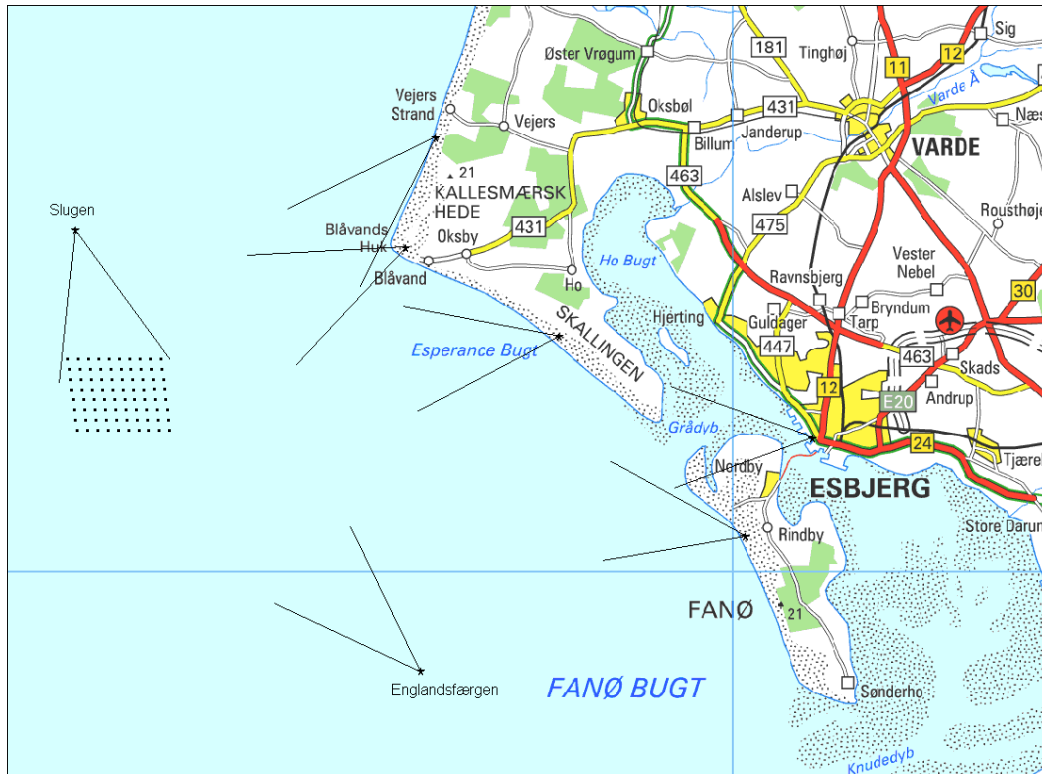 Sig
12
181
Tinghøj
Øster Vrøgum
11
Varde Å
Vejers
Strand
Oksbøl
431
Næs
Vejers
Billum
Janderup
VARDE
463
21
KALLESMÆRSK
HEDE
Alslev
Slugen
475
Rousthøje
431
Blåvands
Huk
Oksby
Vester
Nebel
Ho Bugt
Blåvand
Ho
Ravnsbjerg
30
Bryndum
Hjerting
Guldager
Tarp
SKALLINGEN
Esperance Bugt
447
463
Skads
12
Andrup
E20
Grådyb
24
Nordby
Tjærel
ESBJERG
Rindby
Store Darum
FANØ
21
Englandsfærgen
FANØ BUGT
Sønderho
Knudedyb